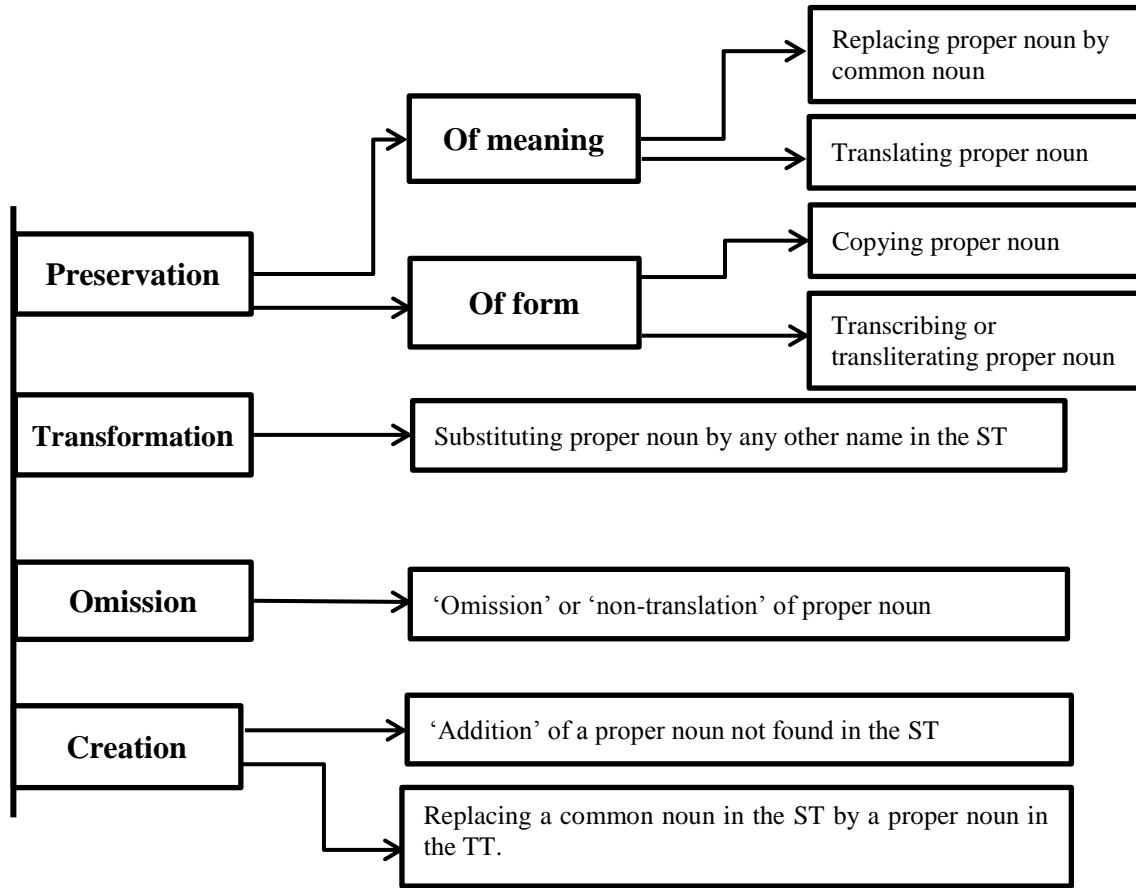 Replacing proper noun by
common noun
Of meaning
Translating proper noun
Preservation
Copying proper noun
Of form
Transcribing or
transliterating proper noun
Transformation
Substituting proper noun by any other name in the ST
Omission
‘Omission’ or ‘non-translation’ of proper noun
Creation
‘Addition’ of a proper noun not found in the ST
Replacing a common noun in the ST by a proper noun in
the TT.